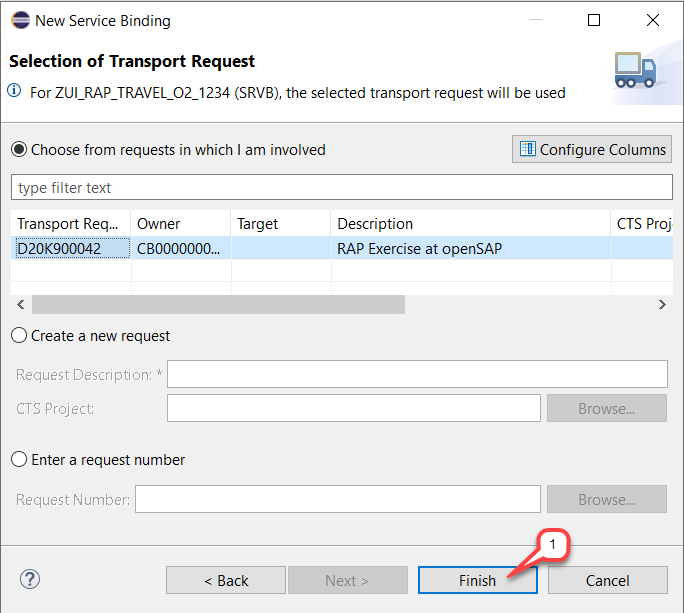 New Service Binding
Selection of Transport Request
For ZUI_RAP_TRAVEL_O2_1234 (SRVB), the selected transport request will be used
Choose from requests in which I am involved
Configure Columns
type filter text
Transport Req... Owner Target Description CTS Proj
D20K900042 CB0000000... RAP Exercise at openSAP
Create a new request
Request Description: *
CTS Project:
Browse...
Enter a request number
Request Number:
Browse...
1
? < Back Next > Finish Cancel